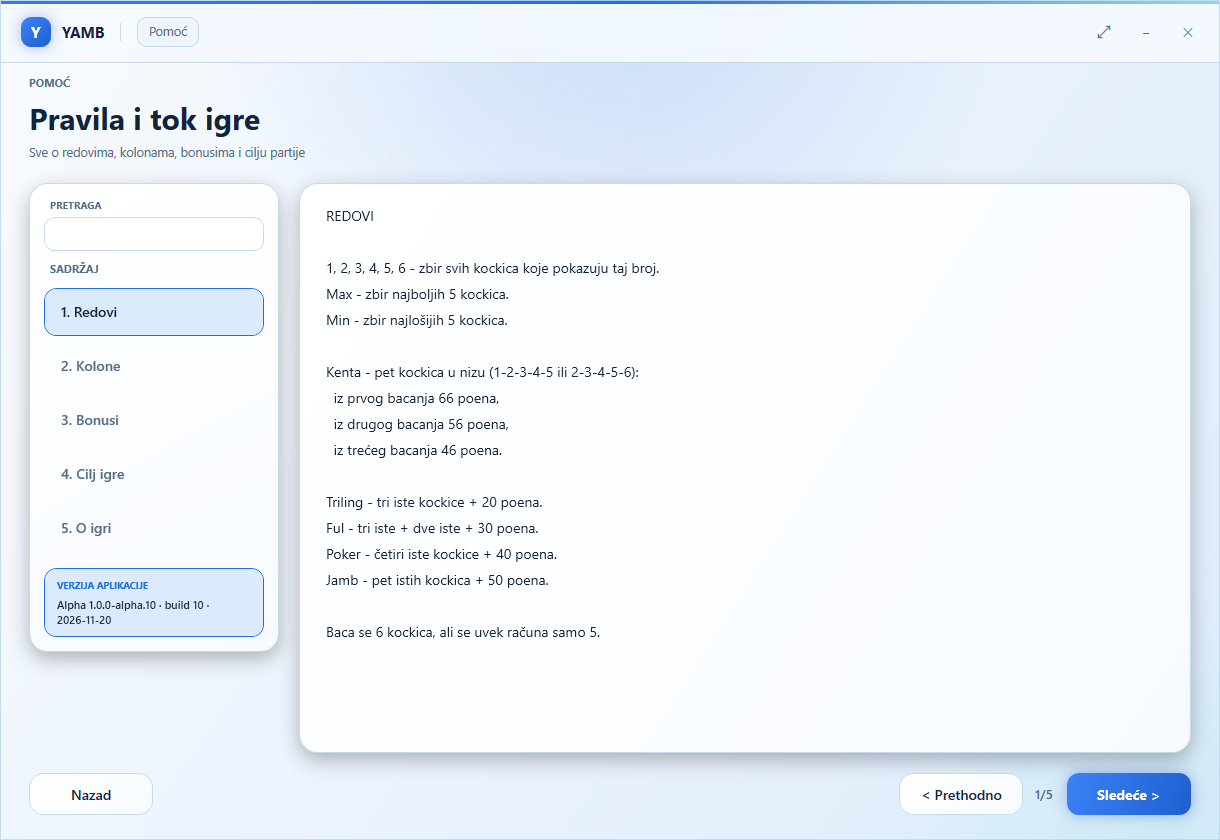 Y YAMB Pomoć
POMOĆ
Pravila i tok igre
Sve o redovima, kolonama, bonusima i cilju partije
PRETRAGA
SADRŽAJ
1. Redovi
2. Kolone
3. Bonusi
4. Cilj igre
5. O igri
VERZIJA APLIKACIJE
Alpha 1.0.0-alpha.10 · build 10 ·
2026-11-20
REDOVI
1, 2, 3, 4, 5, 6 - zbir svih kockica koje pokazuju taj broj.
Max - zbir najboljih 5 kockica.
Min - zbir najlošijih 5 kockica.
Kenta - pet kockica u nizu (1-2-3-4-5 ili 2-3-4-5-6):
iz prvog bacanja 66 poena,
iz drugog bacanja 56 poena,
iz trećeg bacanja 46 poena.
Triling - tri iste kockice + 20 poena.
Ful - tri iste + dve iste + 30 poena.
Poker - četiri iste kockice + 40 poena.
Jamb - pet istih kockica + 50 poena.
Baca se 6 kockica, ali se uvek računa samo 5.
Nazad
< Prethodno
1/5
Sledeće >